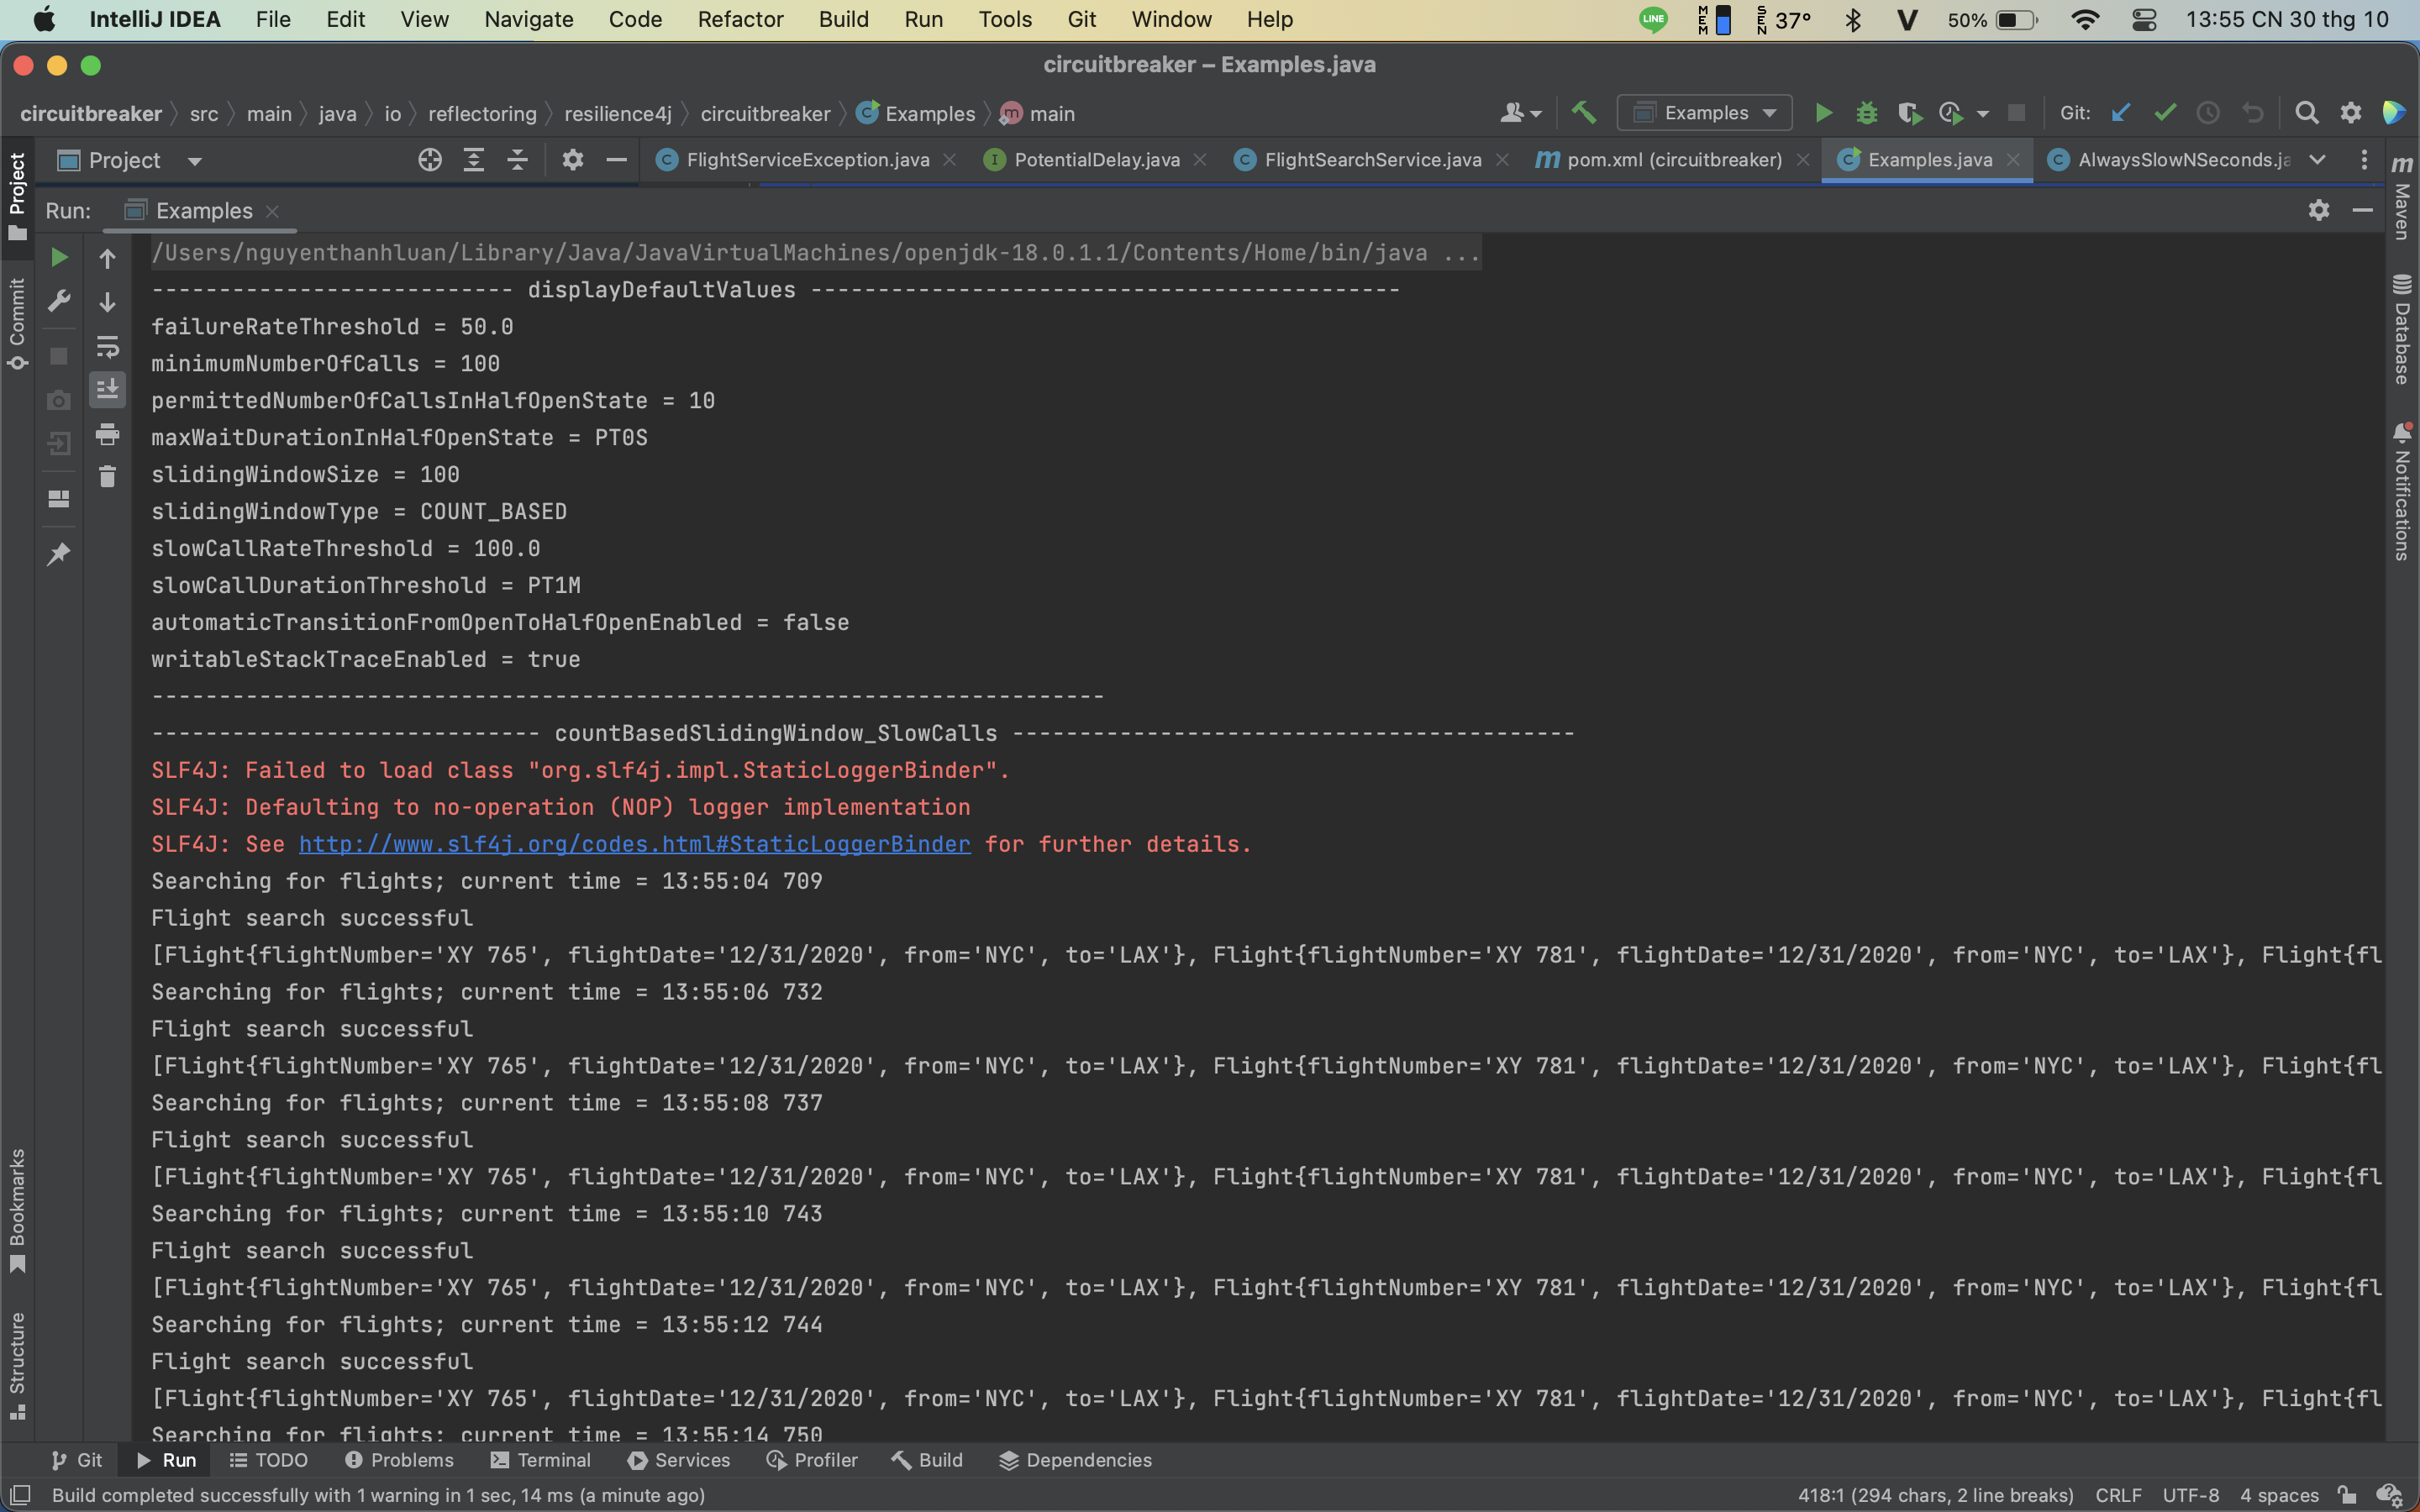 IntelliJ IDEA File Edit View Navigate Code Refactor Build Run Tools Git Window Help LINE MEM SEN 37° V 50% 13:55 CN 30 thg 10
circuitbreaker – Examples.java
circuitbreaker src main java io reflectoring resilience4j circuitbreaker Examples main Examples Git:
Project FlightServiceException.java PotentialDelay.java FlightSearchService.java pom.xml (circuitbreaker) Examples.java AlwaysSlowNSeconds.ja
Run: Examples
/Users/nguyenthanhluan/Library/Java/JavaVirtualMachines/openjdk-18.0.1.1/Contents/Home/bin/java ...
--------------------------- displayDefaultValues --------------------------------------------
failureRateThreshold = 50.0
minimumNumberOfCalls = 100
permittedNumberOfCallsInHalfOpenState = 10
maxWaitDurationInHalfOpenState = PT0S
slidingWindowSize = 100
slidingWindowType = COUNT_BASED
slowCallRateThreshold = 100.0
slowCallDurationThreshold = PT1M
automaticTransitionFromOpenToHalfOpenEnabled = false
writableStackTraceEnabled = true
-----------------------------------------------------------------------
----------------------------- countBasedSlidingWindow_SlowCalls ------------------------------------------
SLF4J: Failed to load class "org.slf4j.impl.StaticLoggerBinder".
SLF4J: Defaulting to no-operation (NOP) logger implementation
SLF4J: See http://www.slf4j.org/codes.html#StaticLoggerBinder for further details.
Searching for flights; current time = 13:55:04 709
Flight search successful
[Flight{flightNumber='XY 765', flightDate='12/31/2020', from='NYC', to='LAX'}, Flight{flightNumber='XY 781', flightDate='12/31/2020', from='NYC', to='LAX'}, Flight{fl
Searching for flights; current time = 13:55:06 732
Flight search successful
[Flight{flightNumber='XY 765', flightDate='12/31/2020', from='NYC', to='LAX'}, Flight{flightNumber='XY 781', flightDate='12/31/2020', from='NYC', to='LAX'}, Flight{fl
Searching for flights; current time = 13:55:08 737
Flight search successful
[Flight{flightNumber='XY 765', flightDate='12/31/2020', from='NYC', to='LAX'}, Flight{flightNumber='XY 781', flightDate='12/31/2020', from='NYC', to='LAX'}, Flight{fl
Searching for flights; current time = 13:55:10 743
Flight search successful
[Flight{flightNumber='XY 765', flightDate='12/31/2020', from='NYC', to='LAX'}, Flight{flightNumber='XY 781', flightDate='12/31/2020', from='NYC', to='LAX'}, Flight{fl
Searching for flights; current time = 13:55:12 744
Flight search successful
[Flight{flightNumber='XY 765', flightDate='12/31/2020', from='NYC', to='LAX'}, Flight{flightNumber='XY 781', flightDate='12/31/2020', from='NYC', to='LAX'}, Flight{fl
Searching for flights; current time = 13:55:14 750
Project
Commit
Bookmarks
Structure
Maven
Database
Notifications
Git Run TODO Problems Terminal Services Profiler Build Dependencies
Build completed successfully with 1 warning in 1 sec, 14 ms (a minute ago) 418:1 (294 chars, 2 line breaks) CRLF UTF-8 4 spaces